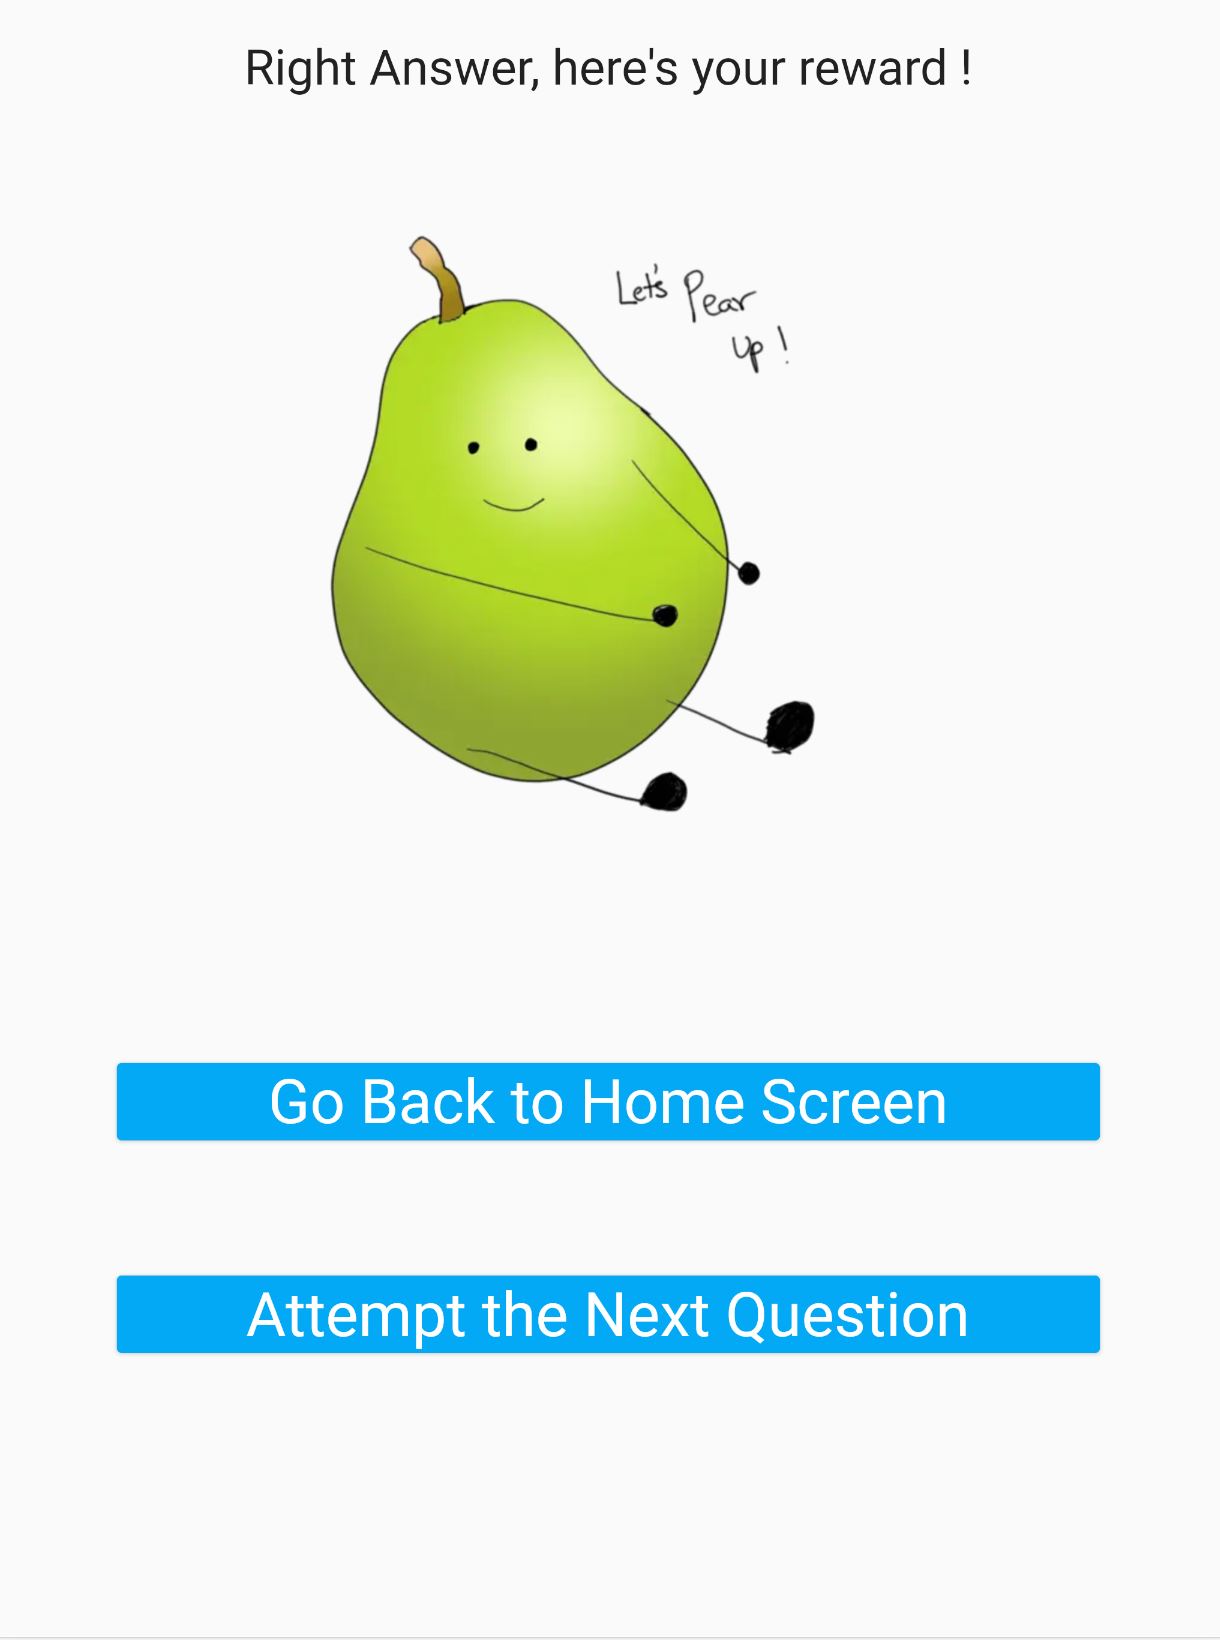 Right Answer, here's your reward !
Let's Pear
Up !
Go Back to Home Screen
Attempt the Next Question